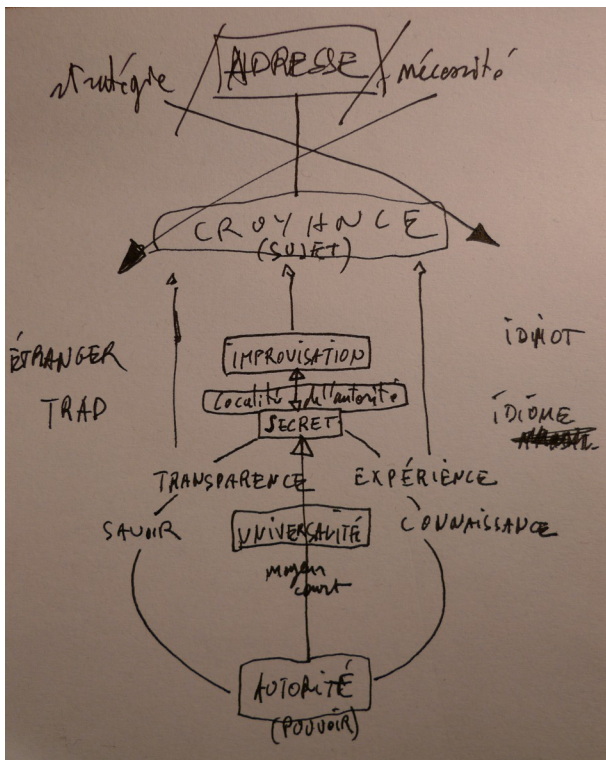 stratégie
ADRESSE
nécessité
CROYANCE
(SUJET)
ÉTRANGER
TRAD
IMPROVISATION
localité de l'autorité
SECRET
IDIOT
IDIOME
TRANSPARENCE
EXPÉRIENCE
SAVOIR
UNIVERSALITÉ
CONNAISSANCE
moyen
court
AUTORITÉ
(POUVOIR)